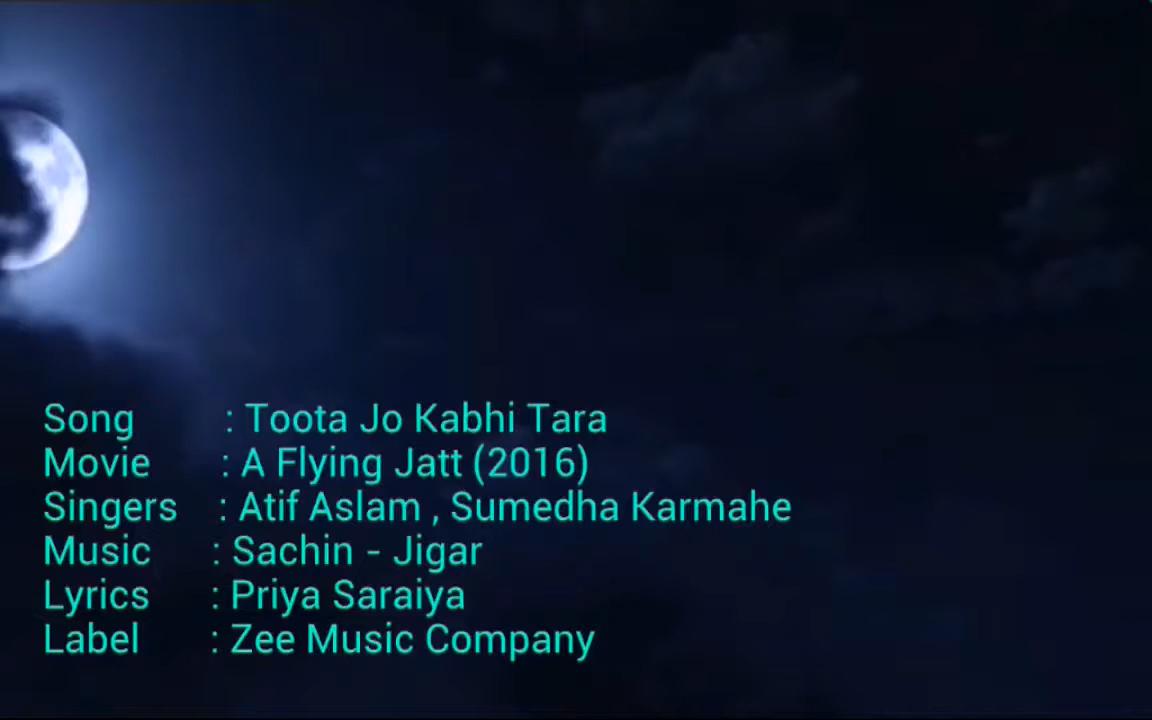 Song : Toota Jo Kabhi Tara
Movie : A Flying Jatt (2016)
Singers : Atif Aslam , Sumedha Karmahe
Music : Sachin - Jigar
Lyrics : Priya Saraiya
Label : Zee Music Company